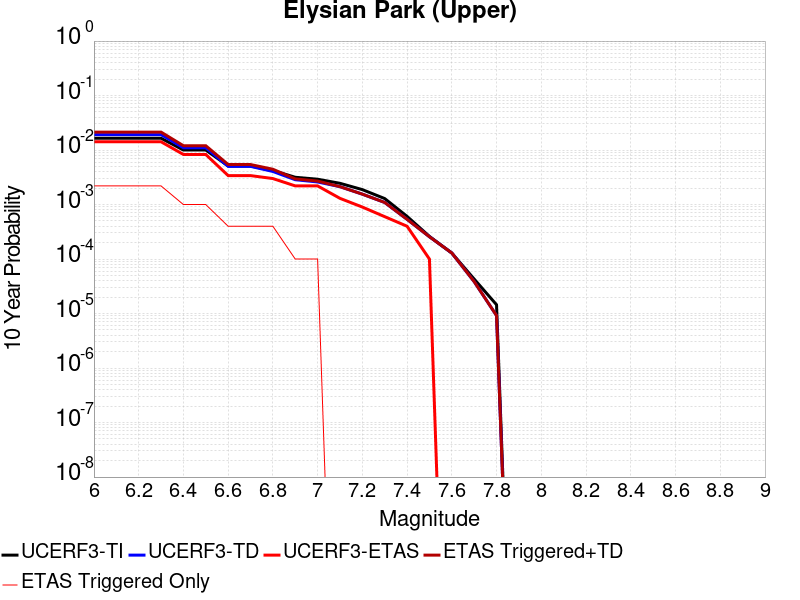 Elysian Park (Upper)
10^0
10^-1
10^-2
10^-3
10^-4
10^-5
10^-6
10^-7
10^-8
10 Year Probability
6 6.2 6.4 6.6 6.8 7 7.2 7.4 7.6 7.8 8 8.2 8.4 8.6 8.8 9
Magnitude
UCERF3-TI UCERF3-TD UCERF3-ETAS ETAS Triggered+TD
ETAS Triggered Only